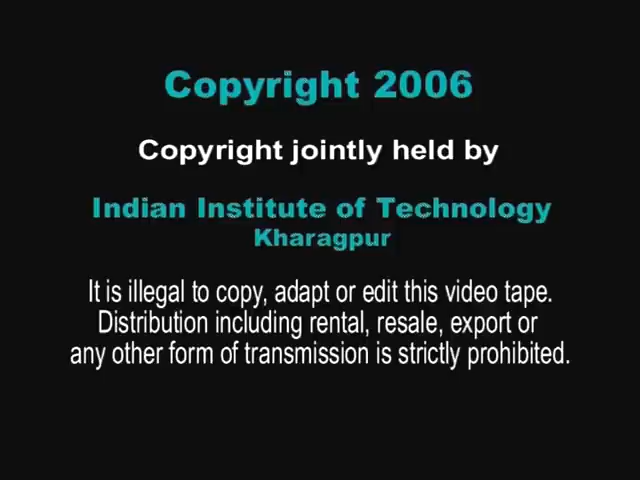 Copyright 2006
Copyright jointly held by
Indian Institute of Technology
Kharagpur
It is illegal to copy, adapt or edit this video tape.
Distribution including rental, resale, export or
any other form of transmission is strictly prohibited.